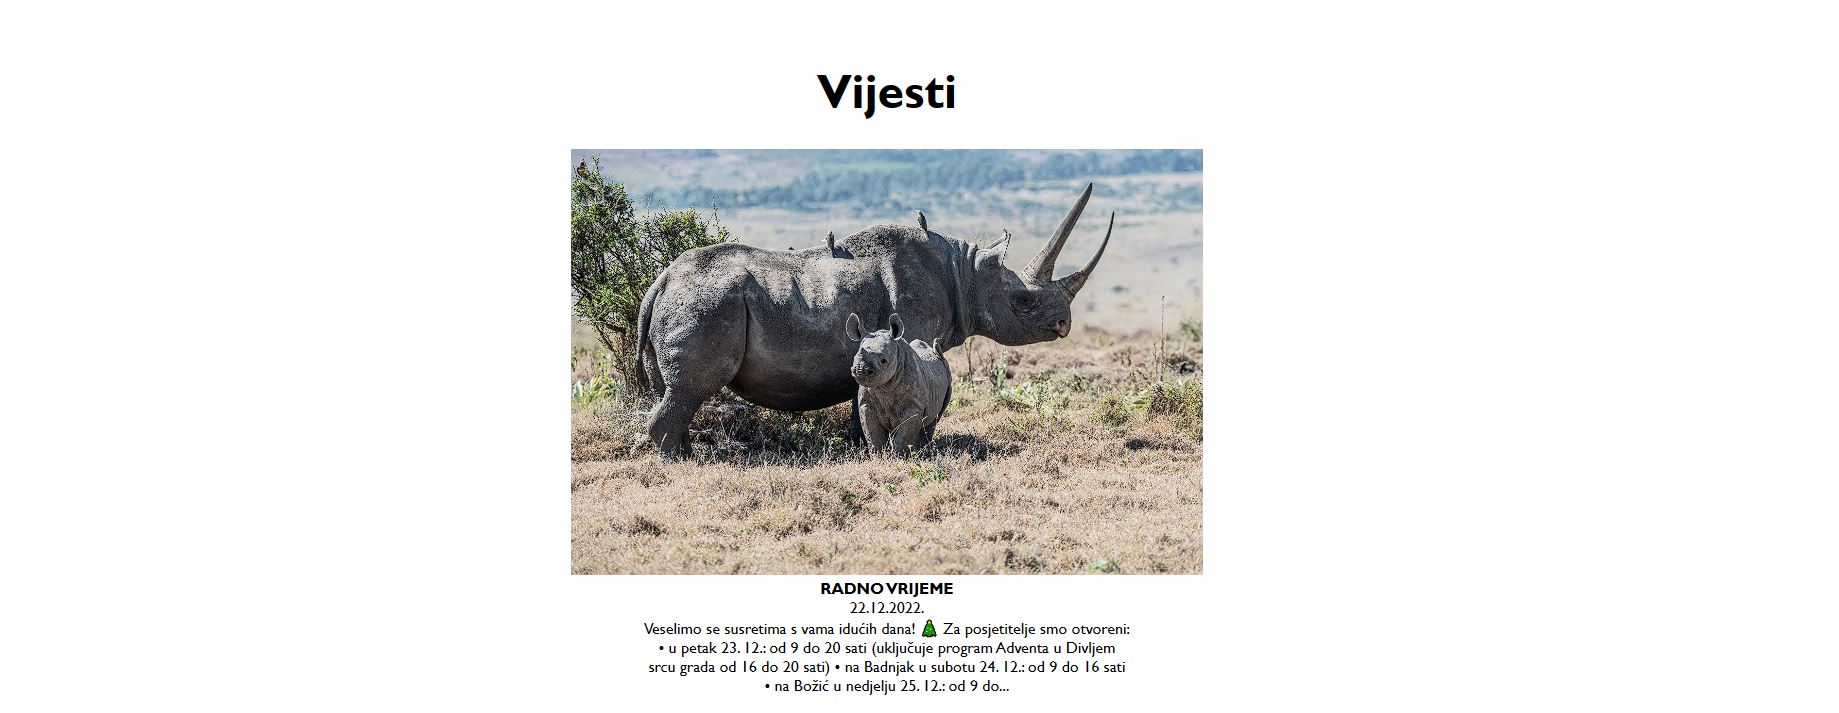 Vijesti
RADNO VRIJEME
22.12.2022.
Veselimo se susretima s vama idućih dana! 🎄 Za posjetitelje smo otvoreni:
• u petak 23. 12.: od 9 do 20 sati (uključuje program Adventa u Divljem
srcu grada od 16 do 20 sati) • na Badnjak u subotu 24. 12.: od 9 do 16 sati
• na Božić u nedjelju 25. 12.: od 9 do...